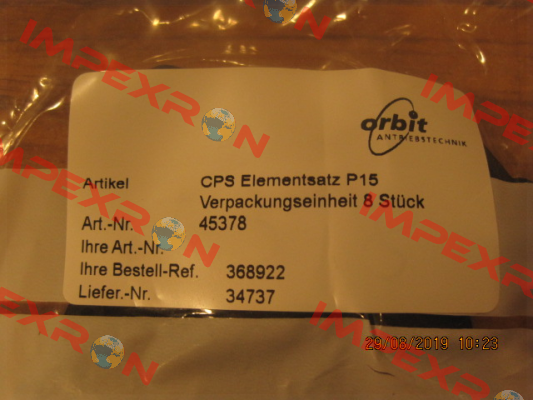 orbit
ANTRIEBSTECHNIK
Artikel CPS Elementsatz P15
Verpackungseinheit 8 Stück
Art.-Nr. 45378
Ihre Art.-Nr.
Ihre Bestell-Ref. 368922
Liefer.-Nr. 34737
29/08/2019 10:23
IMPEXRON
IMPEXRON
IMPEXRON
IMPEXRON
IMPEXRON